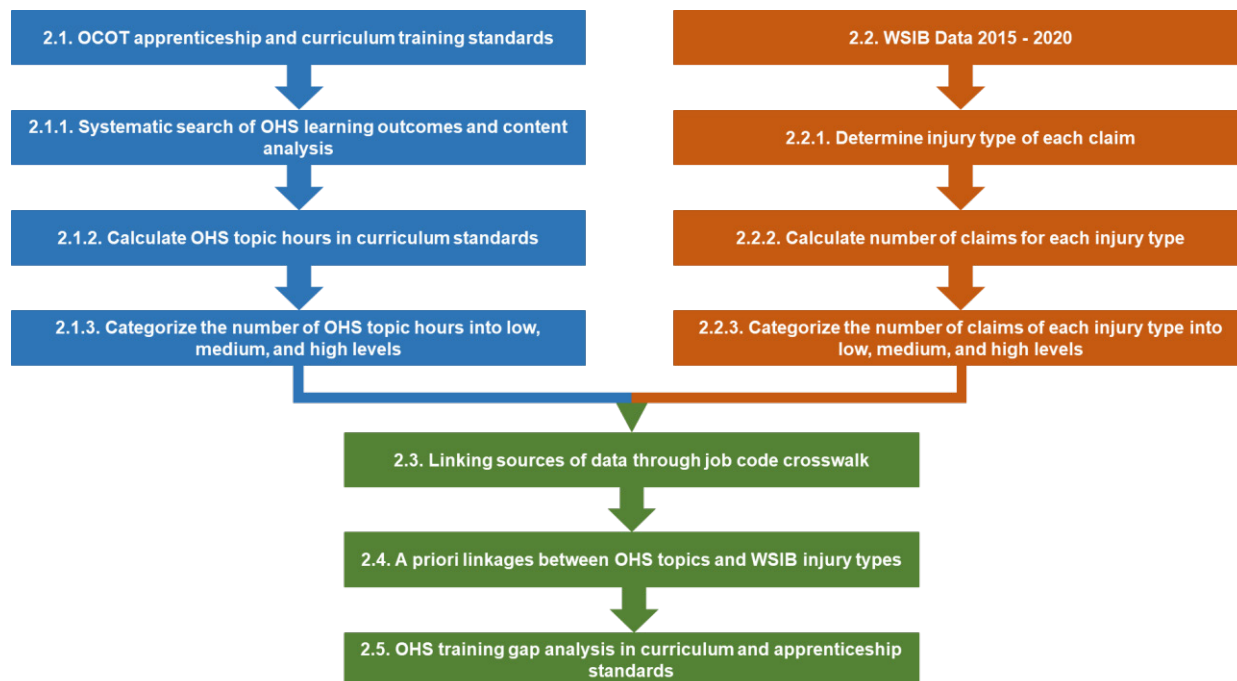 2.1. OCOT apprenticeship and curriculum training standards
2.1.1. Systematic search of OHS learning outcomes and content
analysis
2.1.2. Calculate OHS topic hours in curriculum standards
2.1.3. Categorize the number of OHS topic hours into low,
medium, and high levels
2.2. WSIB Data 2015 - 2020
2.2.1. Determine injury type of each claim
2.2.2. Calculate number of claims for each injury type
2.2.3. Categorize the number of claims of each injury type into
low, medium, and high levels
2.3. Linking sources of data through job code crosswalk
2.4. A priori linkages between OHS topics and WSIB injury types
2.5. OHS training gap analysis in curriculum and apprenticeship
standards